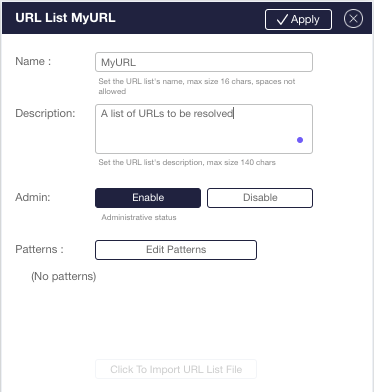 URL List MyURL
Apply
Name :
MyURL
Set the URL list's name, max size 16 chars, spaces not
allowed
Description:
A list of URLs to be resolved
Set the URL list's description, max size 140 chars
Admin:
Enable
Disable
Administrative status
Patterns :
Edit Patterns
(No patterns)
Click To Import URL List File